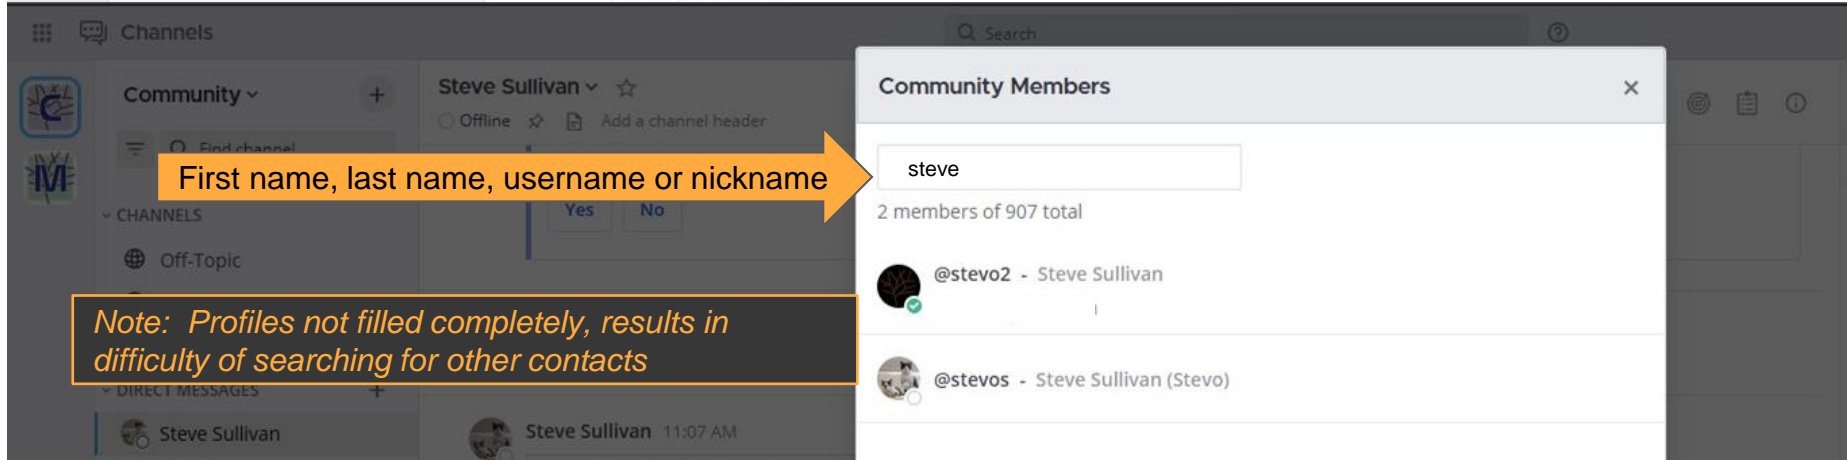 Channels
Search
C
M
Community
Steve Sullivan
Offline
Add a channel header
Find channel
First name, last name, username or nickname
Yes No
CHANNELS
Off-Topic
Note: Profiles not filled completely, results in
difficulty of searching for other contacts
DIRECT MESSAGES
Steve Sullivan
Steve Sullivan 11:07 AM
Community Members
steve
2 members of 907 total
@stevo2 - Steve Sullivan
@stevos - Steve Sullivan (Stevo)